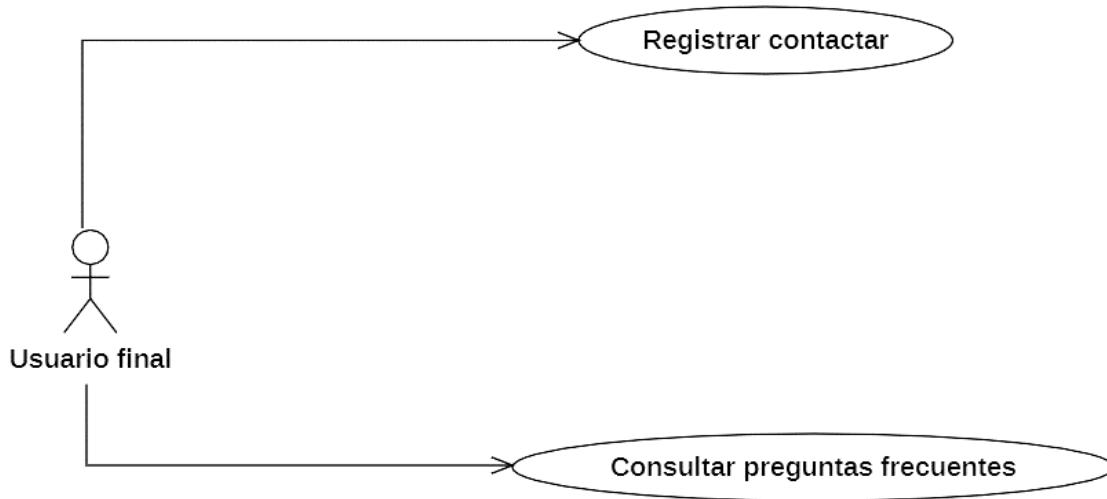 Registrar contactar
Usuario final
Consultar preguntas frecuentes